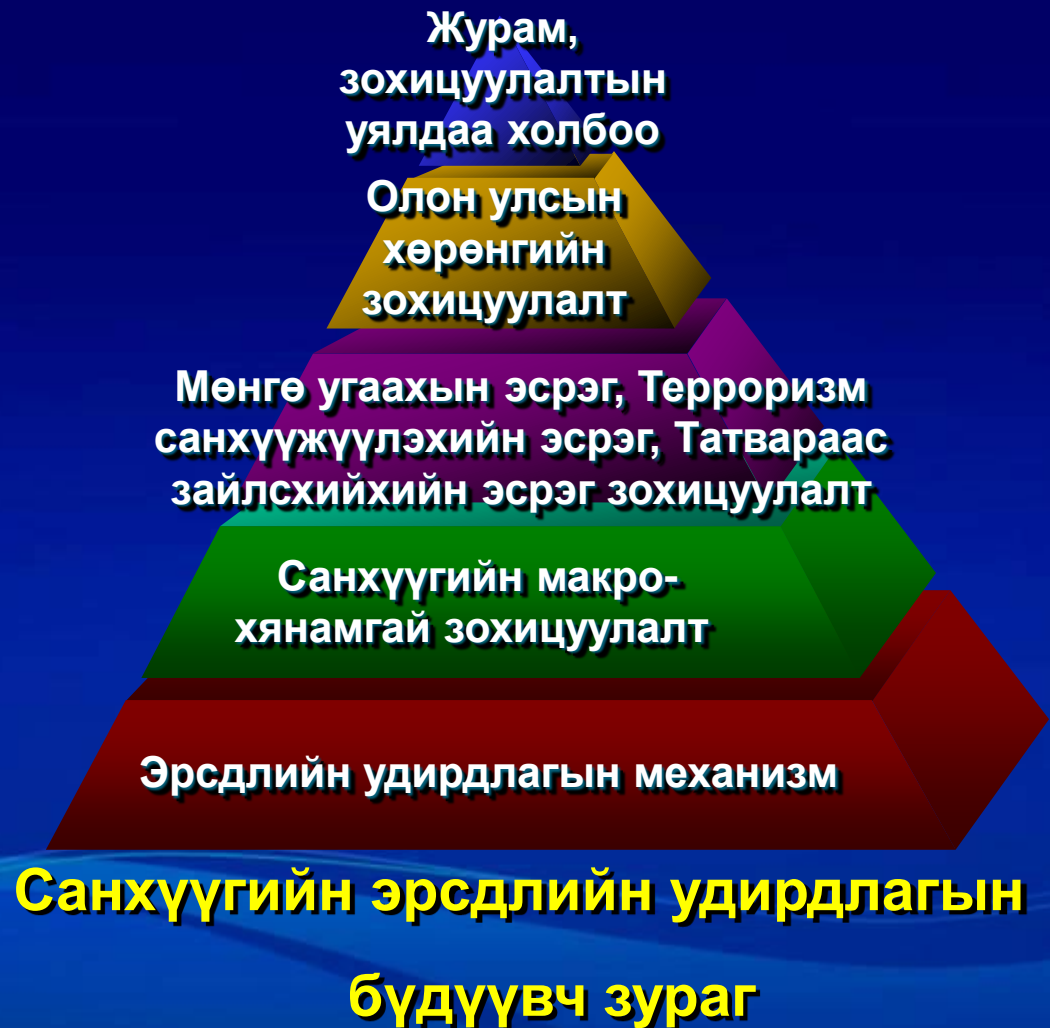 Журам,
зохицуулалтын
уялдаа холбоо
Олон улсын
хөрөнгийн
зохицуулалт
Мөнгө угаахын эсрэг, Терроризм
санхүүжүүлэхийн эсрэг, Татвараас
зайлсхийхийн эсрэг зохицуулалт
Санхүүгийн макро-
хянамгай зохицуулалт
Эрсдлийн удирдлагын механизм
Санхүүгийн эрсдлийн удирдлагын
бүдүүвч зураг